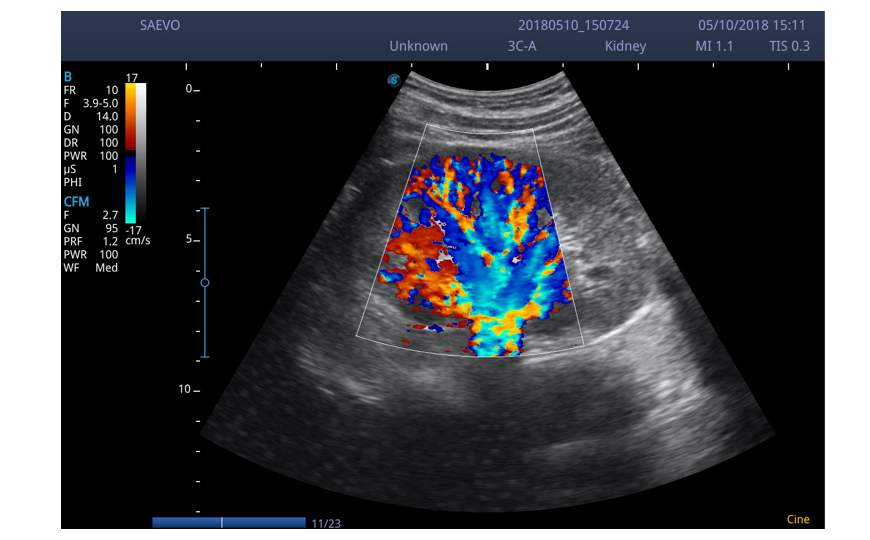 SAEVO 20180510_150724 05/10/2018 15:11
Unknown 3C-A Kidney MI 1.1 TIS 0.3
B
FR 10
F 3.9-5.0
D 14.0
GN 100
DR 100
PWR 100
µS 1
PHI
CFM
F 2.7
GN 95
PRF 1.2
PWR 100
WF Med
17
-17
cm/s
0
5
10
S
11/23
Cine